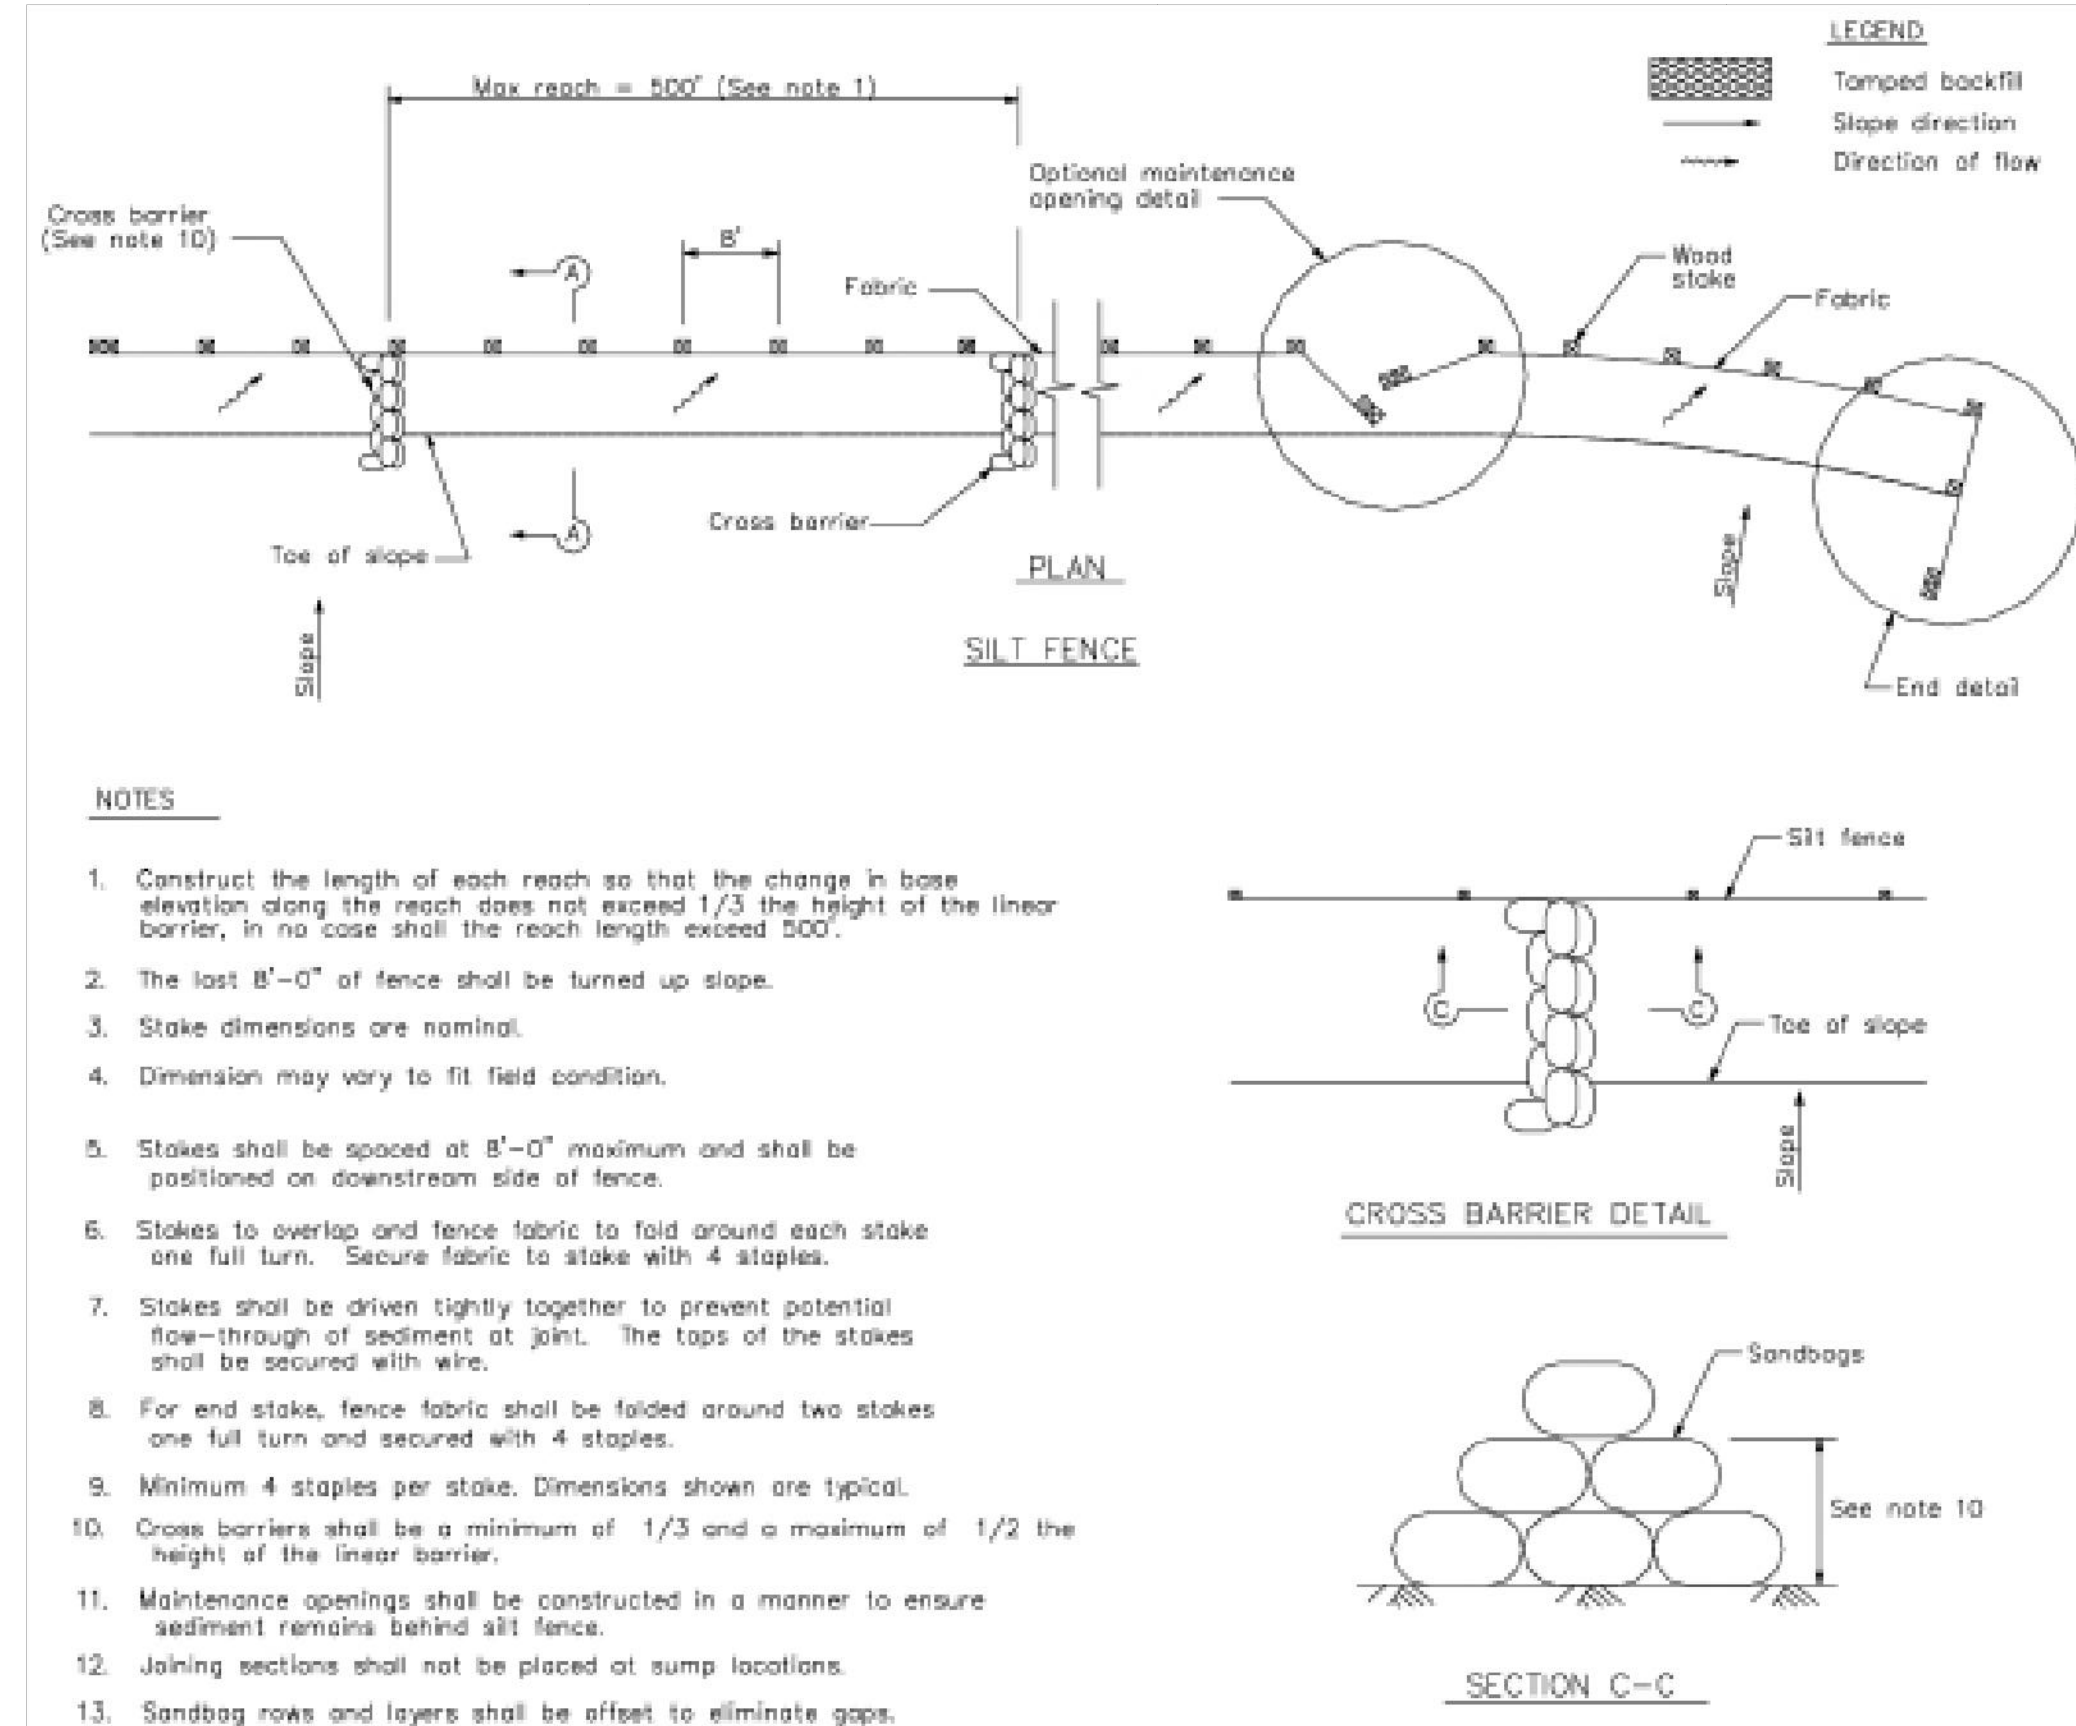 LEGEND
Tamped backfill
Slope direction
Direction of flow
Max reach = 500' (See note 1)
Optional maintenance
opening detail
Cross barrier
(See note 10)
A
8'
Fabric
Wood
stake
Fabric
Cross barrier
A
Toe of slope
PLAN
Slope
Slope
SILT FENCE
End detail
NOTES
1. Construct the length of each reach so that the change in base
elevation along the reach does not exceed 1/3 the height of the linear
barrier, in no case shall the reach length exceed 500'.
2. The last 8'-0" of fence shall be turned up slope.
3. Stake dimensions are nominal.
4. Dimension may vary to fit field condition.
5. Stakes shall be spaced at 8'-0" maximum and shall be
positioned on downstream side of fence.
6. Stakes to overlap and fence fabric to fold around each stake
one full turn. Secure fabric to stake with 4 staples.
7. Stakes shall be driven tightly together to prevent potential
flow-through of sediment at joint. The tops of the stakes
shall be secured with wire.
8. For end stake, fence fabric shall be folded around two stakes
one full turn and secured with 4 staples.
9. Minimum 4 staples per stake. Dimensions shown are typical.
10. Cross barriers shall be a minimum of 1/3 and a maximum of 1/2 the
height of the linear barrier.
11. Maintenance openings shall be constructed in a manner to ensure
sediment remains behind silt fence.
12. Joining sections shall not be placed at sump locations.
13. Sandbag rows and layers shall be offset to eliminate gaps.
Silt fence
C
C
Toe of slope
Slope
CROSS BARRIER DETAIL
Sandbags
See note 10
SECTION C-C